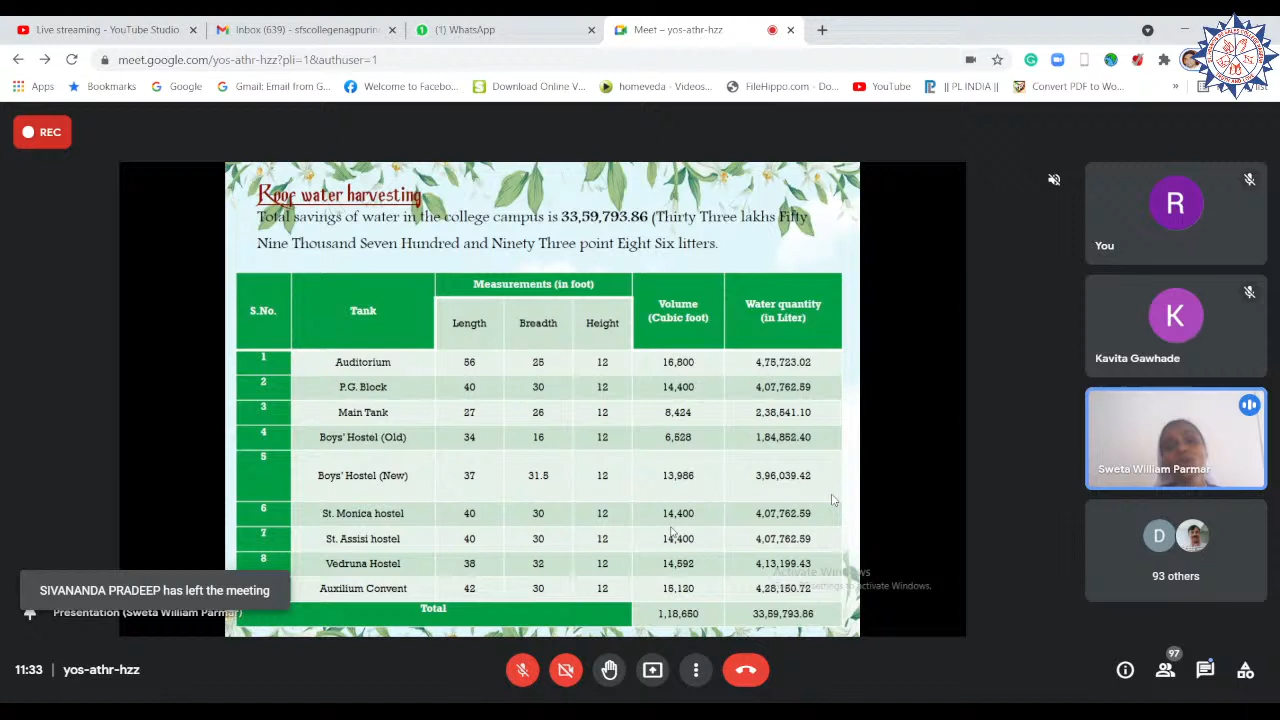 Live streaming - YouTube Studio
Inbox (639) - sfscollegenagpurin
(1) WhatsApp
Meet – yos-athr-hzz
meet.google.com/yos-athr-hzz?pli=1&authuser=1
Apps Bookmarks Google Gmail: Email from G... Welcome to Facebo... Download Online V... homeveda - Videos... FileHippo.com - Do... YouTube || PL INDIA || Convert PDF to Wo... »
REC
Roof water harvesting
Total savings of water in the college campus is 33,59,793.86 (Thirty Three lakhs Fifty
Nine Thousand Seven Hundred and Ninety Three point Eight Six litters.
S.No. Tank Measurements (in foot) Volume (Cubic foot) Water quantity (in Liter)
Length Breadth Height
1 Auditorium 56 25 12 16,800 4,75,723.02
2 P.G. Block 40 30 12 14,400 4,07,762.59
3 Main Tank 27 26 12 8,424 2,38,541.10
4 Boys' Hostel (Old) 34 16 12 6,528 1,84,852.40
5 Boys' Hostel (New) 37 31.5 12 13,986 3,96,039.42
6 St. Monica hostel 40 30 12 14,400 4,07,762.59
7 St. Assisi hostel 40 30 12 14,400 4,07,762.59
8 Vedruna Hostel 38 32 12 14,592 4,13,199.43
Auxilium Convent 42 30 12 15,120 4,28,150.72
Total 1,18,650 33,59,793.86
SIVANANDA PRADEEP has left the meeting
Presentation (Sweta William Parmar)
R
You
K
Kavita Gawhade
Sweta William Parmar
D
93 others
11:33 | yos-athr-hzz
97